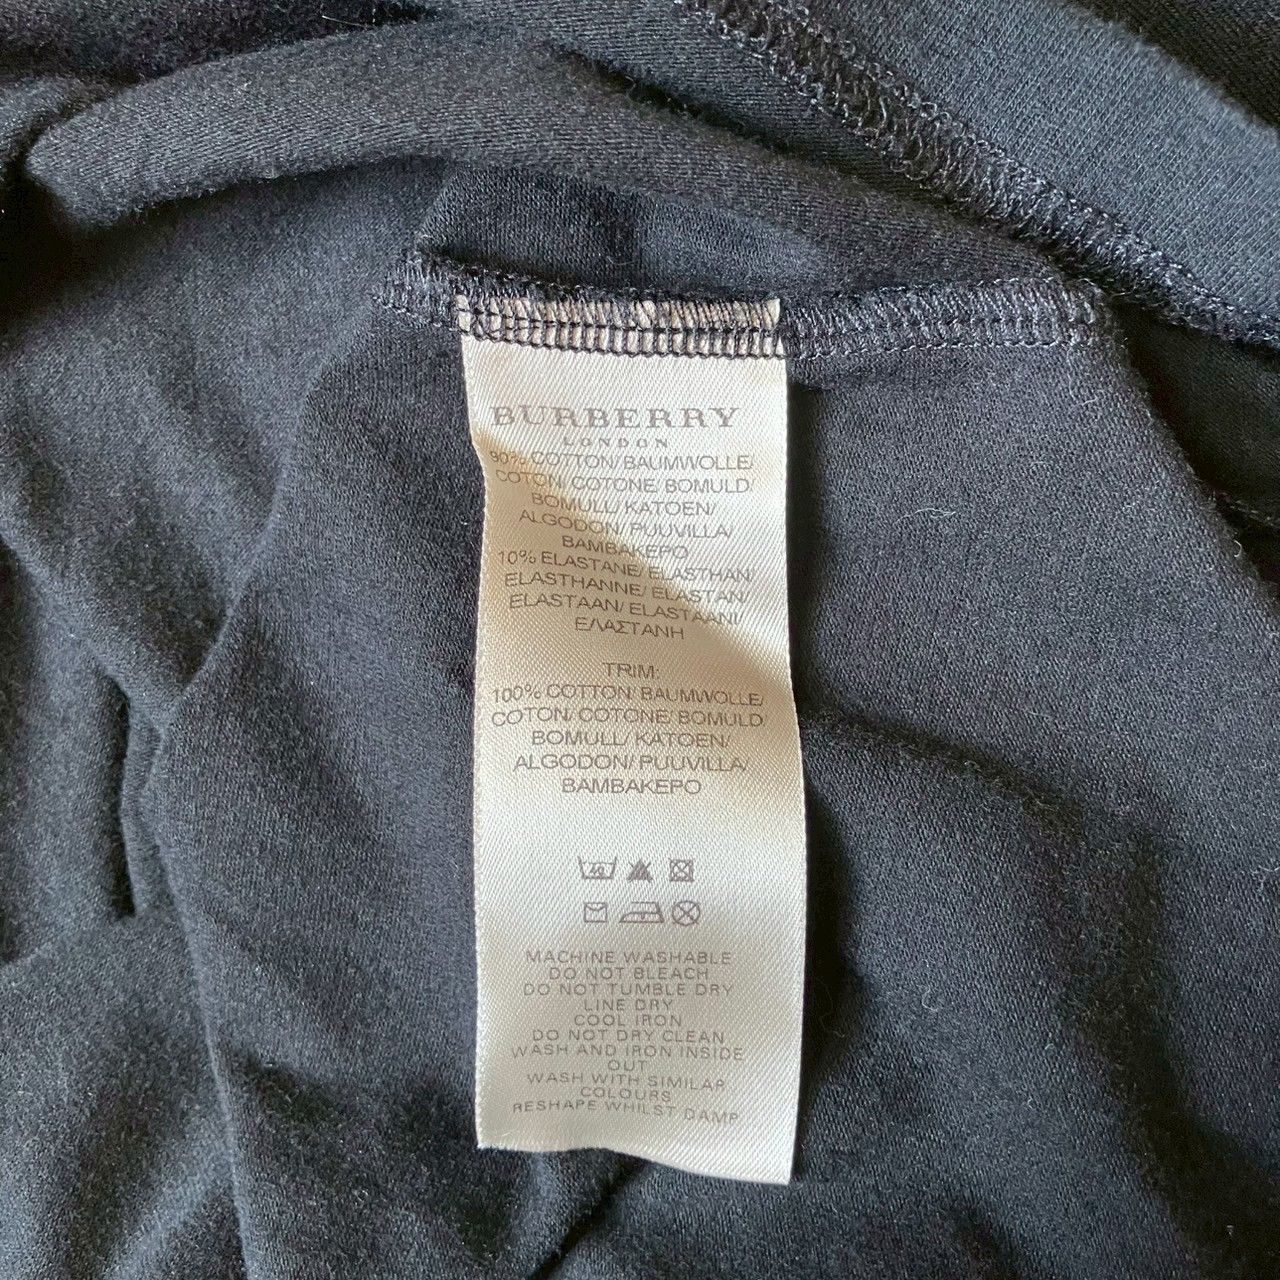 BURBERRY
LONDON
90% COTTON/ BAUMWOLLE/
COTON/ COTONE/ BOMULD/
BOMULL/ KATOEN/
ALGODON/ PUUVILLA/
BAMBAKEPO
10% ELASTANE/ ELASTHAN/
ELASTHANNE/ ELASTAN/
ELASTAAN/ ELASTAANI/
ΕΛΑΣΤΑΝΗ
TRIM:
100% COTTON/ BAUMWOLLE/
COTON/ COTONE/ BOMULD
BOMULL/ KATOEN/
ALGODON/ PUUVILLA/
BAMBAKEPO
40
MACHINE WASHABLE
DO NOT BLEACH
DO NOT TUMBLE DRY
LINE DRY
COOL IRON
DO NOT DRY CLEAN
WASH AND IRON INSIDE
OUT
WASH WITH SIMILAR
COLOURS
RESHAPE WHILST DAMP